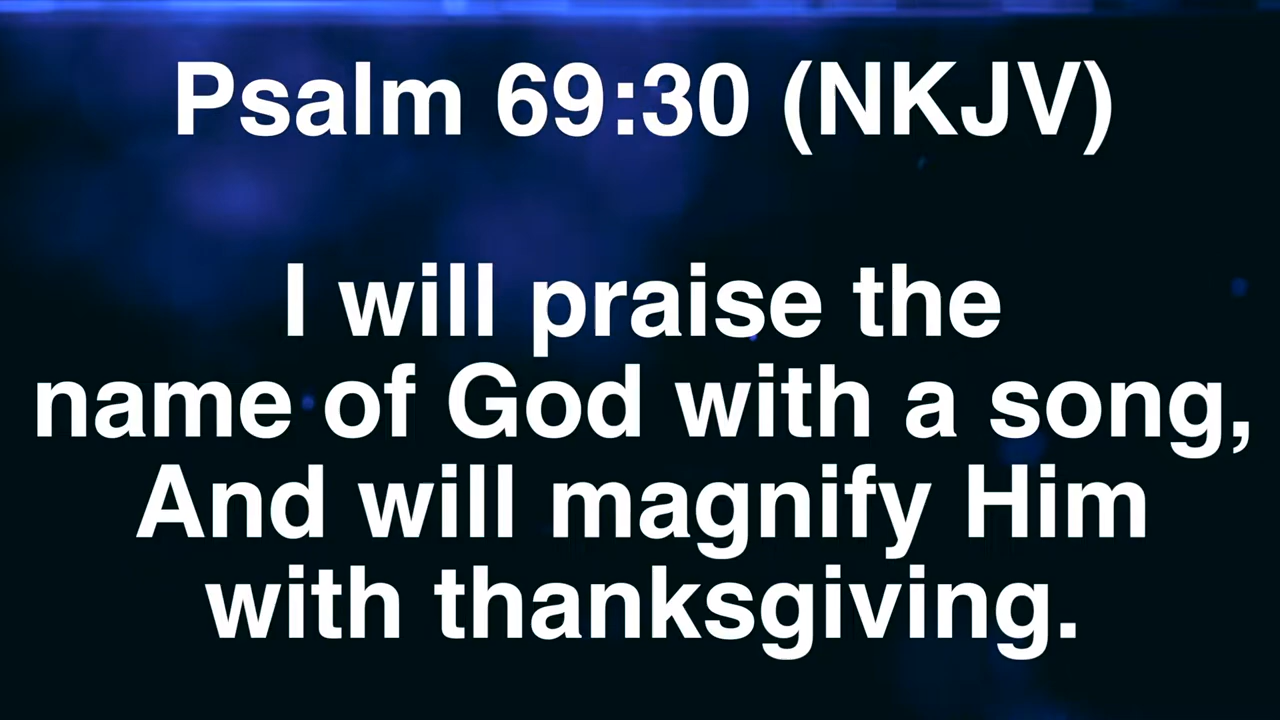 Psalm 69:30 (NKJV)
I will praise the
name of God with a song,
And will magnify Him
with thanksgiving.